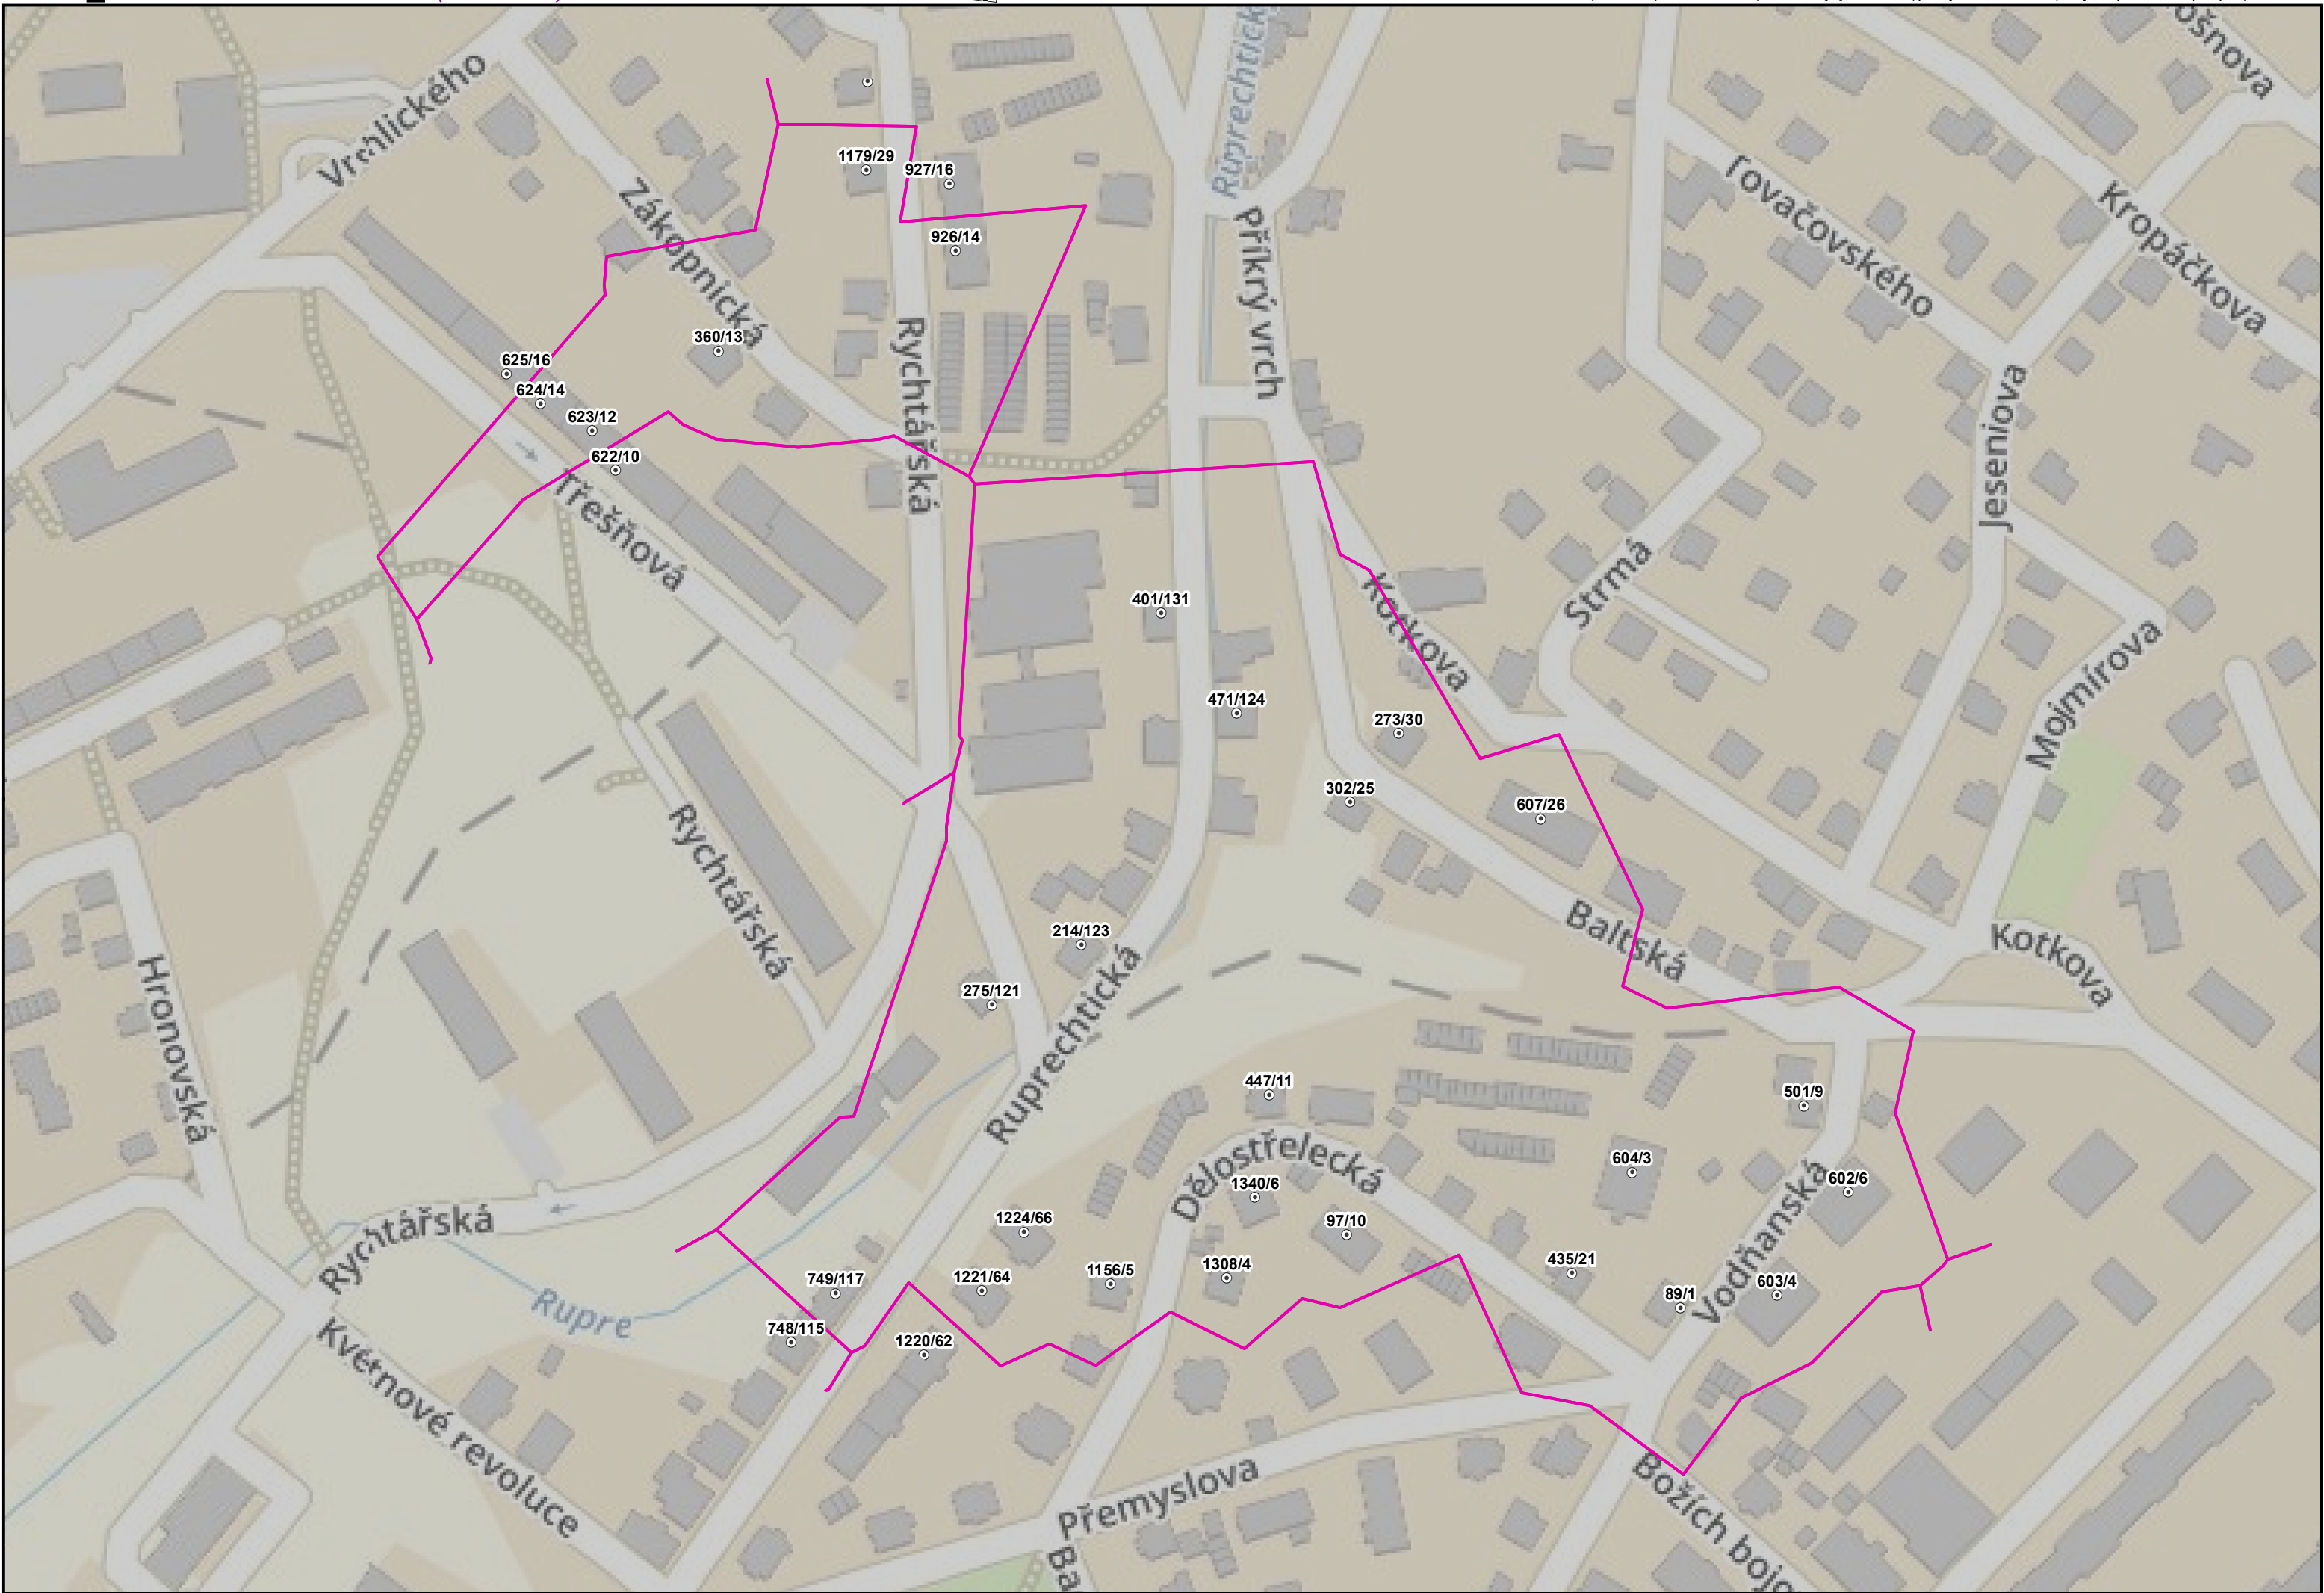 Vrchlického
Ruprechtick
ošnova
1179/29
927/16
Zákopnická
Příkrý vrch
Tovačovského
Kropáčkova
926/14
360/13
625/16
624/14
Rychtářská
623/12
622/10
Třešňová
Jeseniova
Strmá
401/131
Kotkova
Mojmírova
471/124
273/30
302/25
607/26
Rychtářská
Baltská
Kotkova
214/123
275/121
Hronovská
Ruprechtická
447/11
501/9
Dělostřelecká
604/3
602/6
1340/6
Rychtářská
1224/66
97/10
Vodňanská
1156/5
1308/4
435/21
603/4
749/117
1221/64
89/1
Rupre
748/115
1220/62
Květnové revoluce
Přemyslova
Božích bojo
Ba